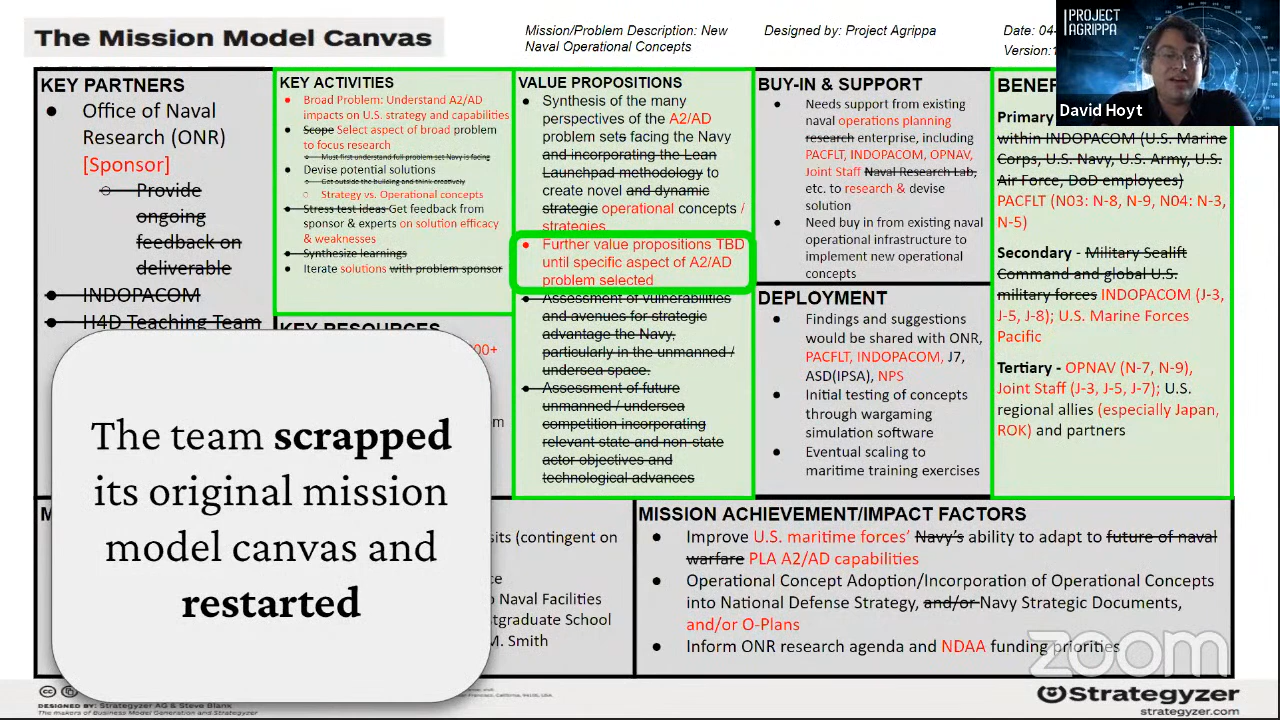 The Mission Model Canvas
Mission/Problem Description: New
Naval Operational Concepts
Designed by: Project Agrippa
Date: 04-
Version:
PROJECT
AGRIPPA
David Hoyt
KEY PARTNERS
● Office of Naval
Research (ONR)
[Sponsor]
○ Provide
ongoing
feedback on
deliverable
● INDOPACOM
● H4D Teaching Team
KEY ACTIVITIES
● Broad Problem: Understand A2/AD
impacts on U.S. strategy and capabilities
● Scope Select aspect of broad problem
to focus research
○ Must first understand full problem set Navy is facing
● Devise potential solutions
○ Get outside the building and think creatively
○ Strategy vs. Operational concepts
● Stress test ideas Get feedback from
sponsor & experts on solution efficacy
& weaknesses
● Synthesize learnings
● Iterate solutions with problem sponsor
KEY RESOURCES
00+
m
VALUE PROPOSITIONS
● Synthesis of the many
perspectives of the A2/AD
problem sets facing the Navy
and incorporating the Lean
Launchpad methodology to
create novel and dynamic
strategic operational concepts /
strategies
● Further value propositions TBD
until specific aspect of A2/AD
problem selected
● Assessment of vulnerabilities
and avenues for strategic
advantage the Navy,
particularly in the unmanned /
undersea space.
● Assessment of future
unmanned / undersea
competition incorporating
relevant state and non-state
actor objectives and
technological advances
BUY-IN & SUPPORT
● Needs support from existing
naval operations planning
research enterprise, including
PACFLT, INDOPACOM, OPNAV,
Joint Staff Naval Research Lab,
etc. to research & devise
solution
● Need buy in from existing naval
operational infrastructure to
implement new operational
concepts
DEPLOYMENT
● Findings and suggestions
would be shared with ONR,
PACFLT, INDOPACOM, J7,
ASD(IPSA), NPS
● Initial testing of concepts
through wargaming
simulation software
● Eventual scaling to
maritime training exercises
BENEF
Primary
within INDOPACOM (U.S. Marine
Corps, U.S. Navy, U.S. Army, U.S.
Air Force, DoD employees)
PACFLT (N03: N-8, N-9, N04: N-3,
N-5)
Secondary - Military Sealift
Command and global U.S.
military forces INDOPACOM (J-3,
J-5, J-8); U.S. Marine Forces
Pacific
Tertiary - OPNAV (N-7, N-9),
Joint Staff (J-3, J-5, J-7); U.S.
regional allies (especially Japan,
ROK) and partners
The team scrapped
its original mission
model canvas and
restarted
M
sits (contingent on
ce
o Naval Facilities
tgraduate School
M. Smith
MISSION ACHIEVEMENT/IMPACT FACTORS
● Improve U.S. maritime forces' Navy's ability to adapt to future of naval
warfare PLA A2/AD capabilities
● Operational Concept Adoption/Incorporation of Operational Concepts
into National Defense Strategy, and/or Navy Strategic Documents,
and/or O-Plans
● Inform ONR research agenda and NDAA funding priorities
zoom
DESIGNED BY: Strategyzer AG & Steve Blank
The makers of Business Model Generation and Strategyzer
Strategyzer
strategyzer.com